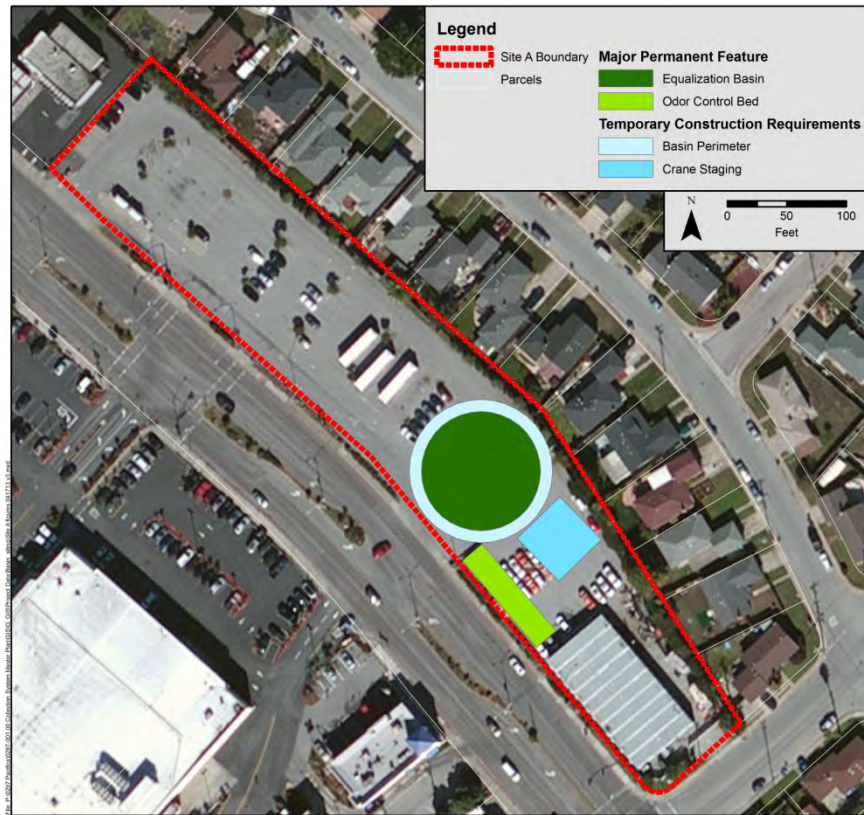 Legend
Site A Boundary
Parcels
Major Permanent Feature
Equalization Basin
Odor Control Bed
Temporary Construction Requirements
Basin Perimeter
Crane Staging
N
0 50 100
Feet